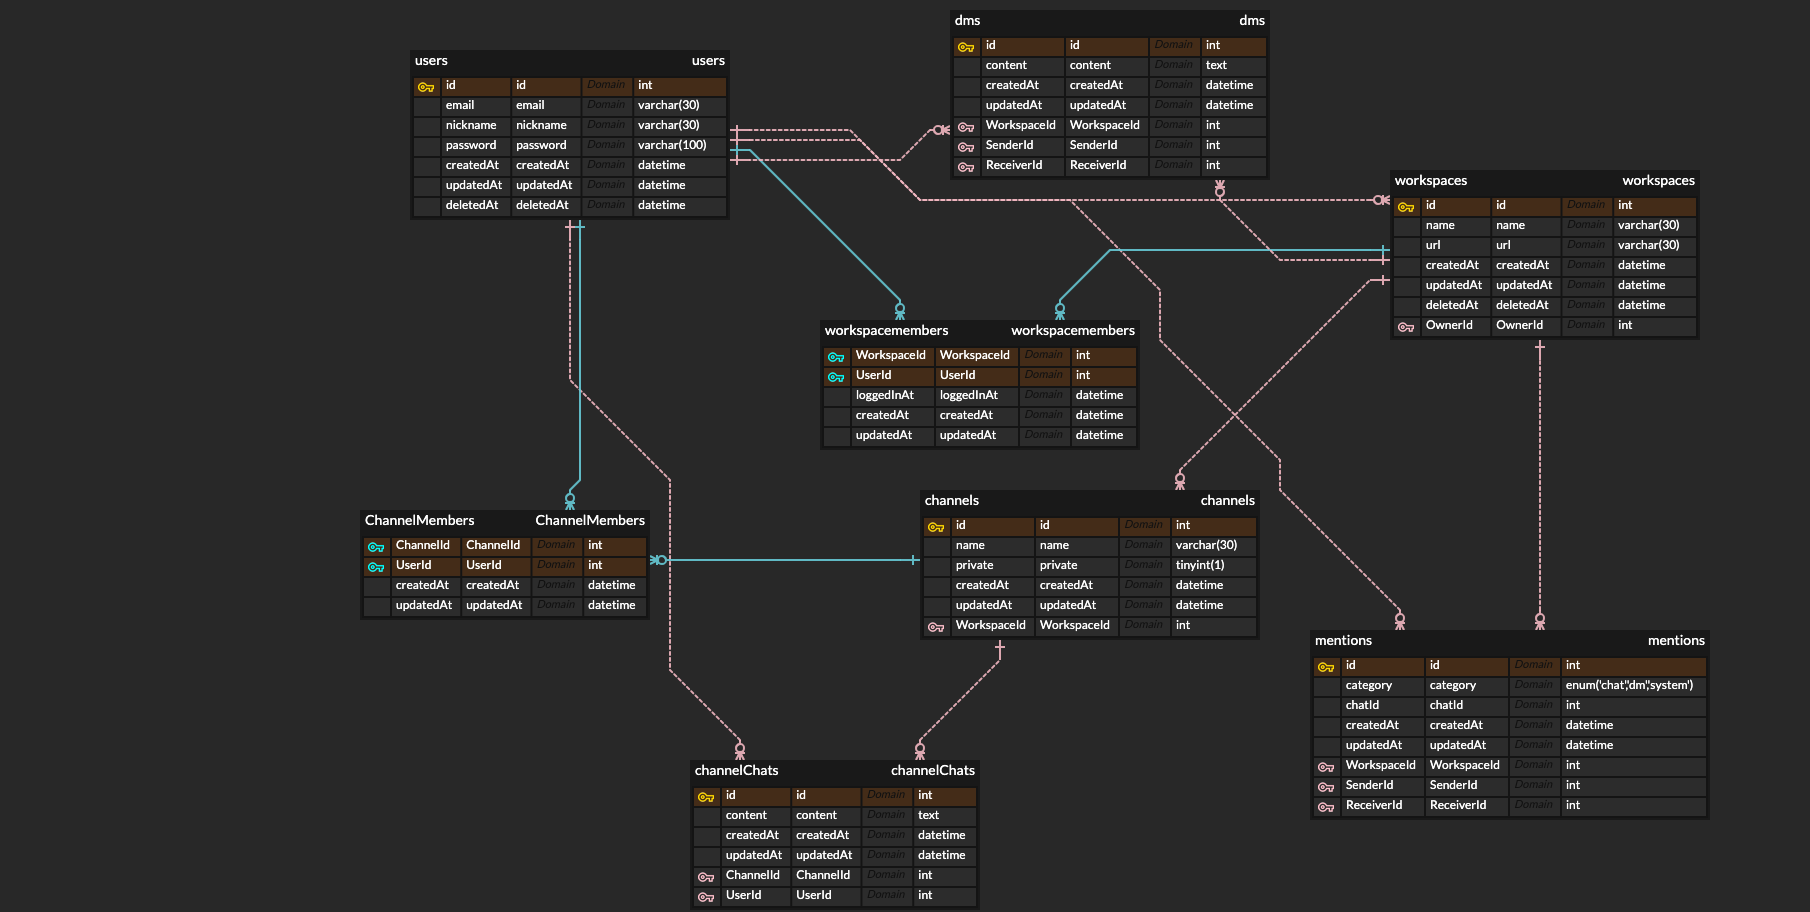 dms dms
id id Domain int
content content Domain text
createdAt createdAt Domain datetime
updatedAt updatedAt Domain datetime
WorkspaceId WorkspaceId Domain int
SenderId SenderId Domain int
ReceiverId ReceiverId Domain int
users users
id id Domain int
email email Domain varchar(30)
nickname nickname Domain varchar(30)
password password Domain varchar(100)
createdAt createdAt Domain datetime
updatedAt updatedAt Domain datetime
deletedAt deletedAt Domain datetime
workspaces workspaces
id id Domain int
name name Domain varchar(30)
url url Domain varchar(30)
createdAt createdAt Domain datetime
updatedAt updatedAt Domain datetime
deletedAt deletedAt Domain datetime
OwnerId OwnerId Domain int
workspacemembers workspacemembers
WorkspaceId WorkspaceId Domain int
UserId UserId Domain int
loggedInAt loggedInAt Domain datetime
createdAt createdAt Domain datetime
updatedAt updatedAt Domain datetime
ChannelMembers ChannelMembers
ChannelId ChannelId Domain int
UserId UserId Domain int
createdAt createdAt Domain datetime
updatedAt updatedAt Domain datetime
channels channels
id id Domain int
name name Domain varchar(30)
private private Domain tinyint(1)
createdAt createdAt Domain datetime
updatedAt updatedAt Domain datetime
WorkspaceId WorkspaceId Domain int
mentions mentions
id id Domain int
category category Domain enum('chat','dm','system')
chatId chatId Domain int
createdAt createdAt Domain datetime
updatedAt updatedAt Domain datetime
WorkspaceId WorkspaceId Domain int
SenderId SenderId Domain int
ReceiverId ReceiverId Domain int
channelChats channelChats
id id Domain int
content content Domain text
createdAt createdAt Domain datetime
updatedAt updatedAt Domain datetime
ChannelId ChannelId Domain int
UserId UserId Domain int